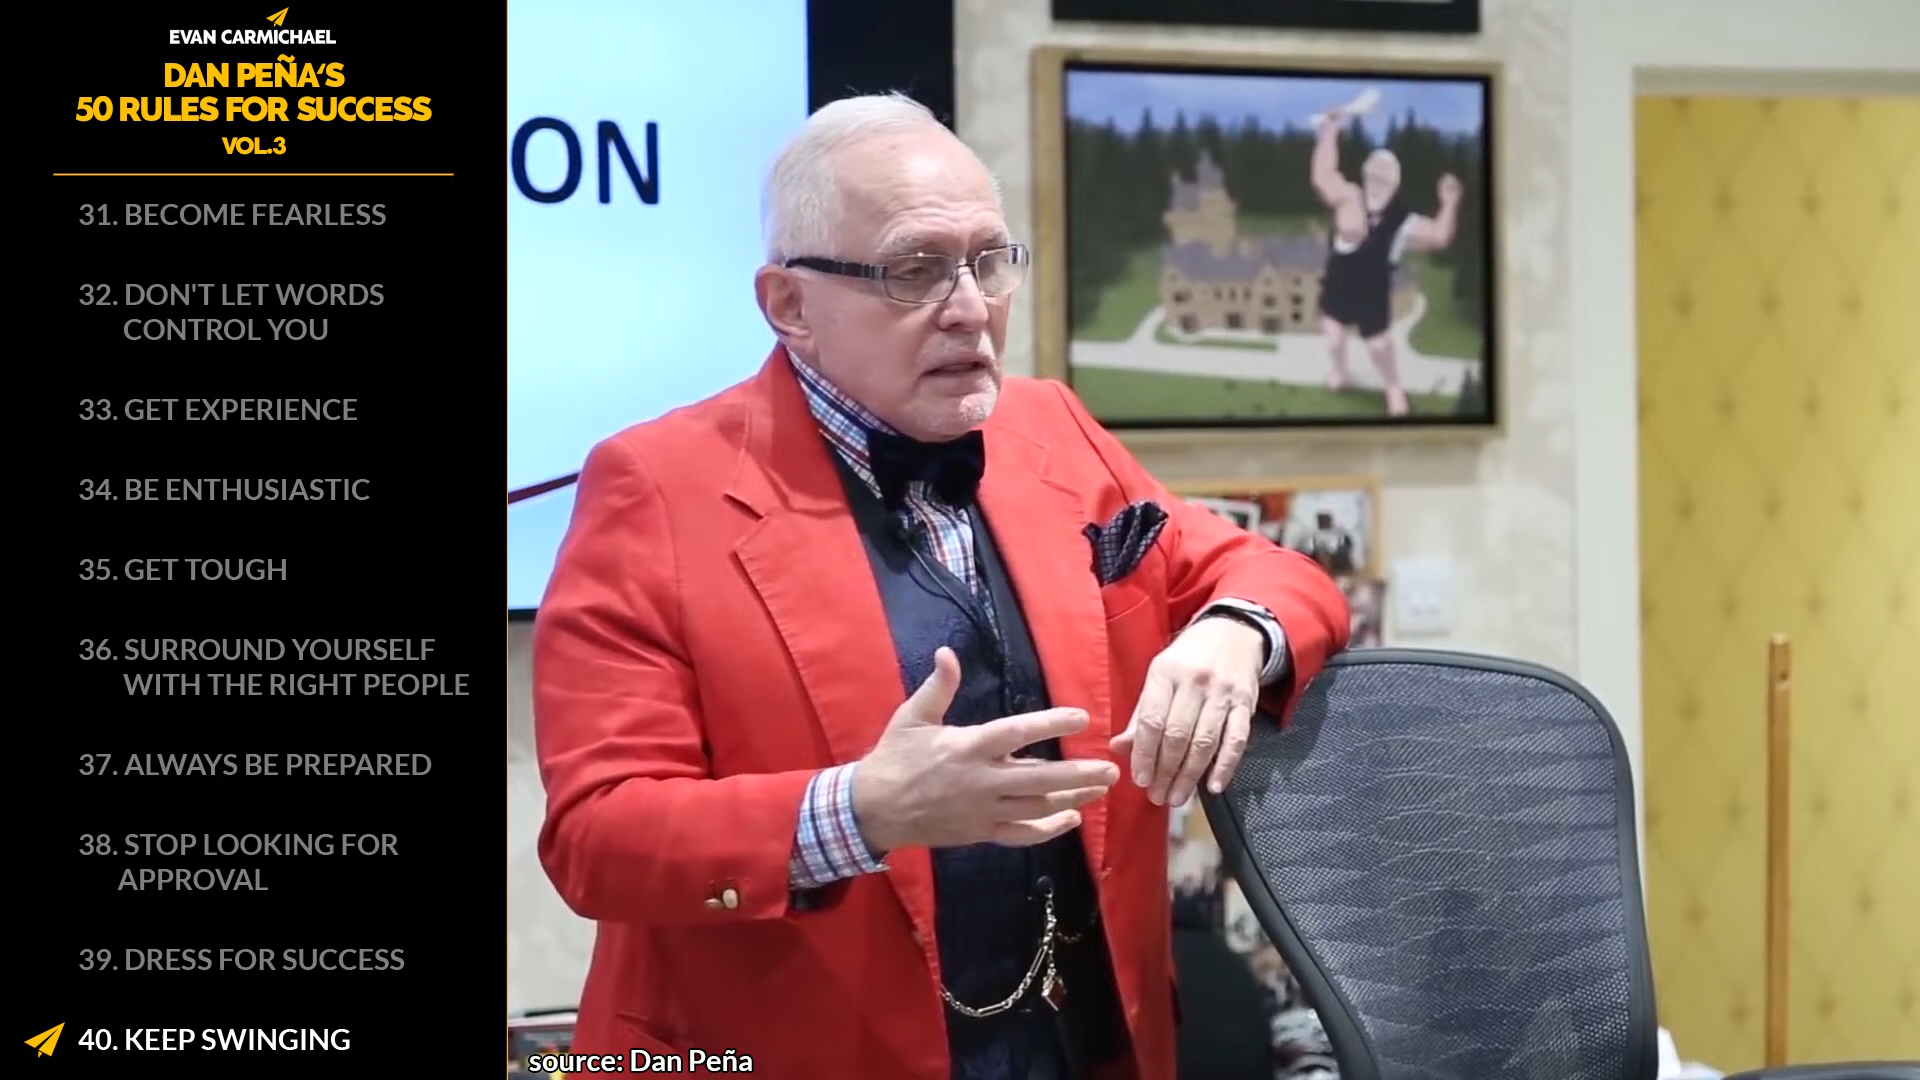 EVAN CARMICHAEL
DAN PEÑA'S
50 RULES FOR SUCCESS
VOL.3
31. BECOME FEARLESS
32. DON'T LET WORDS
CONTROL YOU
33. GET EXPERIENCE
34. BE ENTHUSIASTIC
35. GET TOUGH
36. SURROUND YOURSELF
WITH THE RIGHT PEOPLE
37. ALWAYS BE PREPARED
38. STOP LOOKING FOR
APPROVAL
39. DRESS FOR SUCCESS
40. KEEP SWINGING
ON
source: Dan Peña